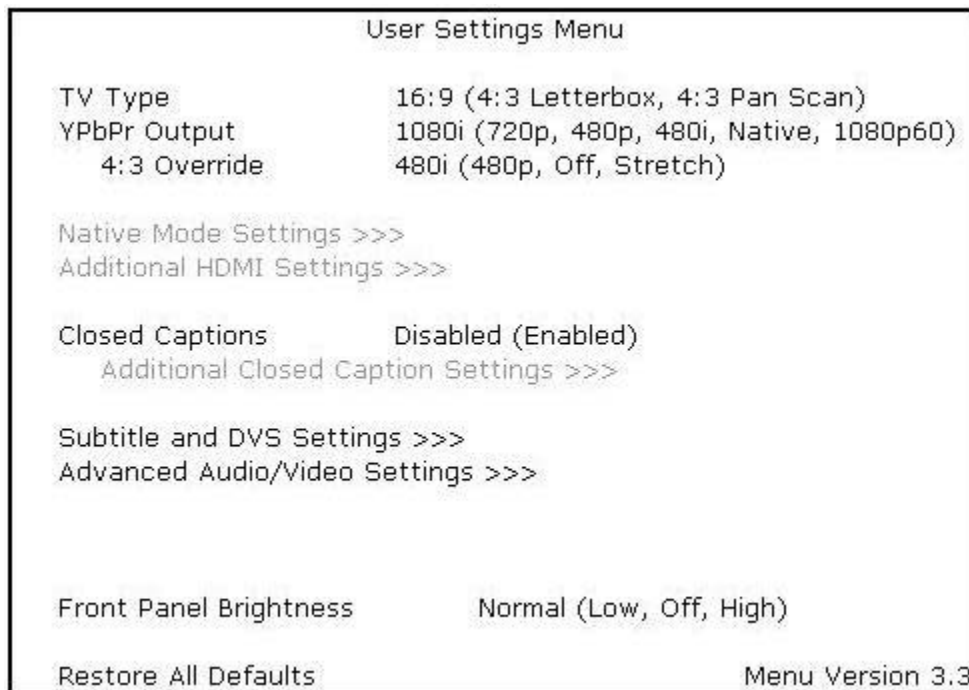 User Settings Menu
TV Type 16:9 (4:3 Letterbox, 4:3 Pan Scan)
YPbPr Output 1080i (720p, 480p, 480i, Native, 1080p60)
4:3 Override 480i (480p, Off, Stretch)
Native Mode Settings >>>
Additional HDMI Settings >>>
Closed Captions Disabled (Enabled)
Additional Closed Caption Settings >>>
Subtitle and DVS Settings >>>
Advanced Audio/Video Settings >>>
Front Panel Brightness Normal (Low, Off, High)
Restore All Defaults Menu Version 3.3